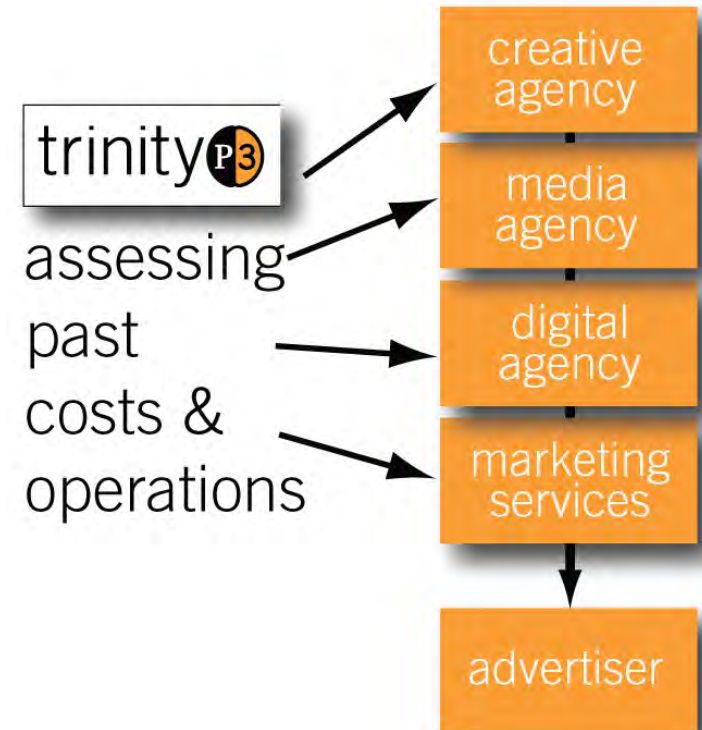 trinity P3
assessing
past
costs &
operations
creative
agency
media
agency
digital
agency
marketing
services
advertiser